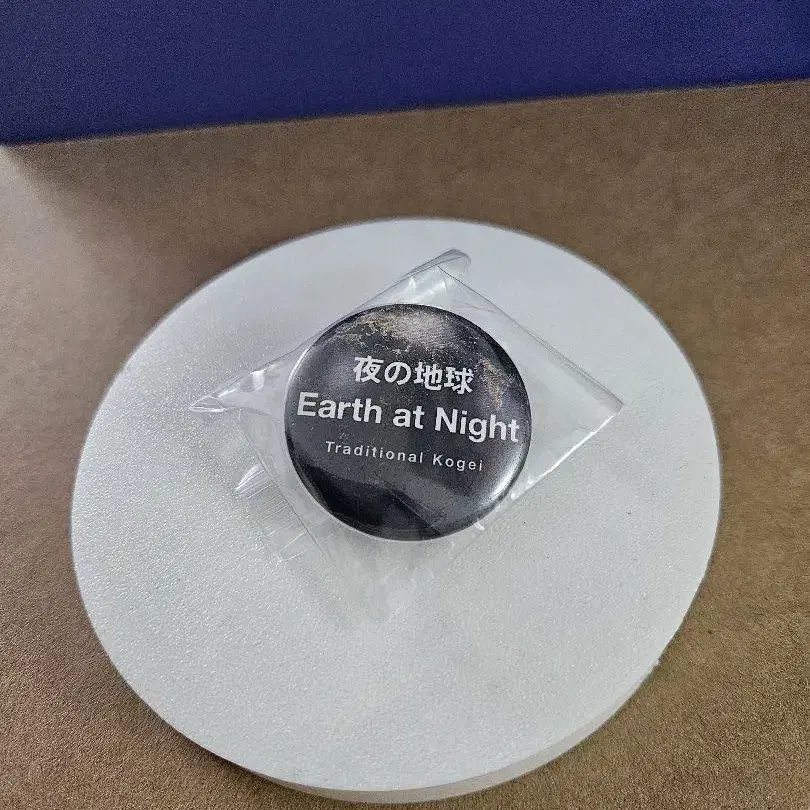 夜の地球
Earth at Night
Traditional Kogei